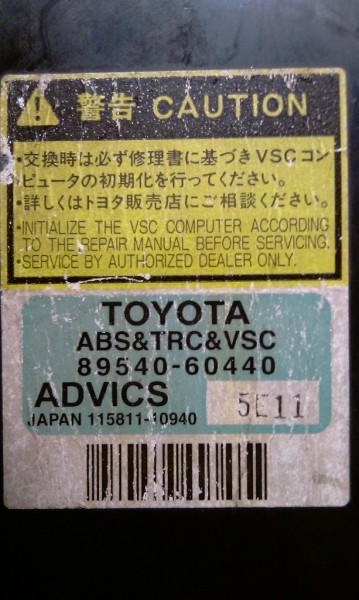 警告 CAUTION
・交換時は必ず修理書に基づきVSCコン
ピュータの初期化を行ってください。
・詳しくはトヨタ販売店にご相談ください。
・INITIALIZE THE VSC COMPUTER ACCORDING
TO THE REPAIR MANUAL BEFORE SERVICING.
・SERVICE BY AUTHORIZED DEALER ONLY.
TOYOTA
ABS&TRC&VSC
89540-60440
ADVICS
5E11
JAPAN 115811-10940